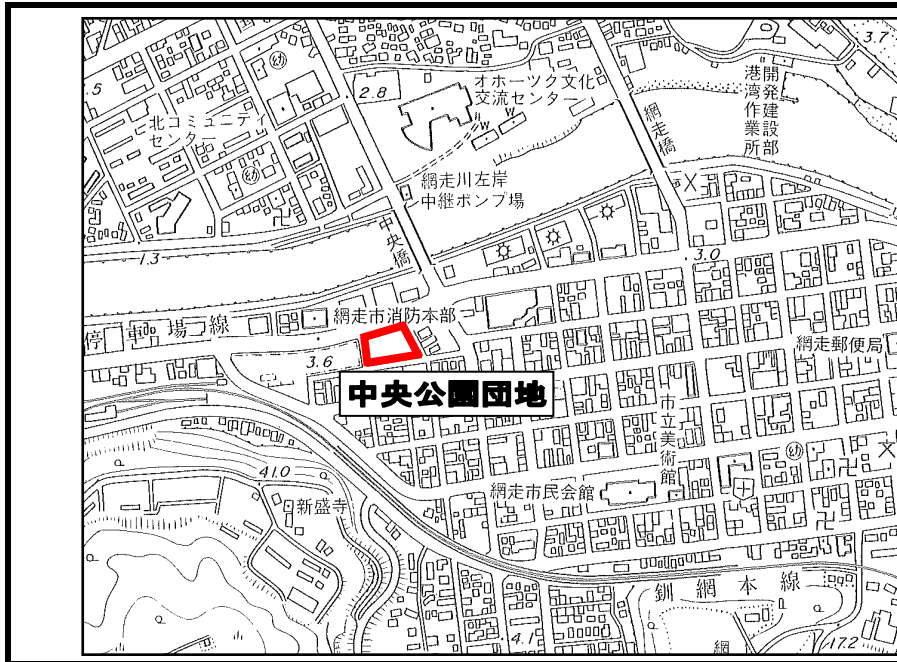 3.7
幼
オホーツク文化
交流センター
2.8
.5
開発建設部
港湾作業所
網走橋
W
W
北コミュニティ
センター
幼
網走川左岸
中継ポンプ場
中央橋
1.3
3.0
停車場線
網走市消防本部
3.6
網走郵便局
中央公園団地
市立美術館
幼
41.0
新盛寺
網走市民会館
釧網本線
4.1
網
17.2